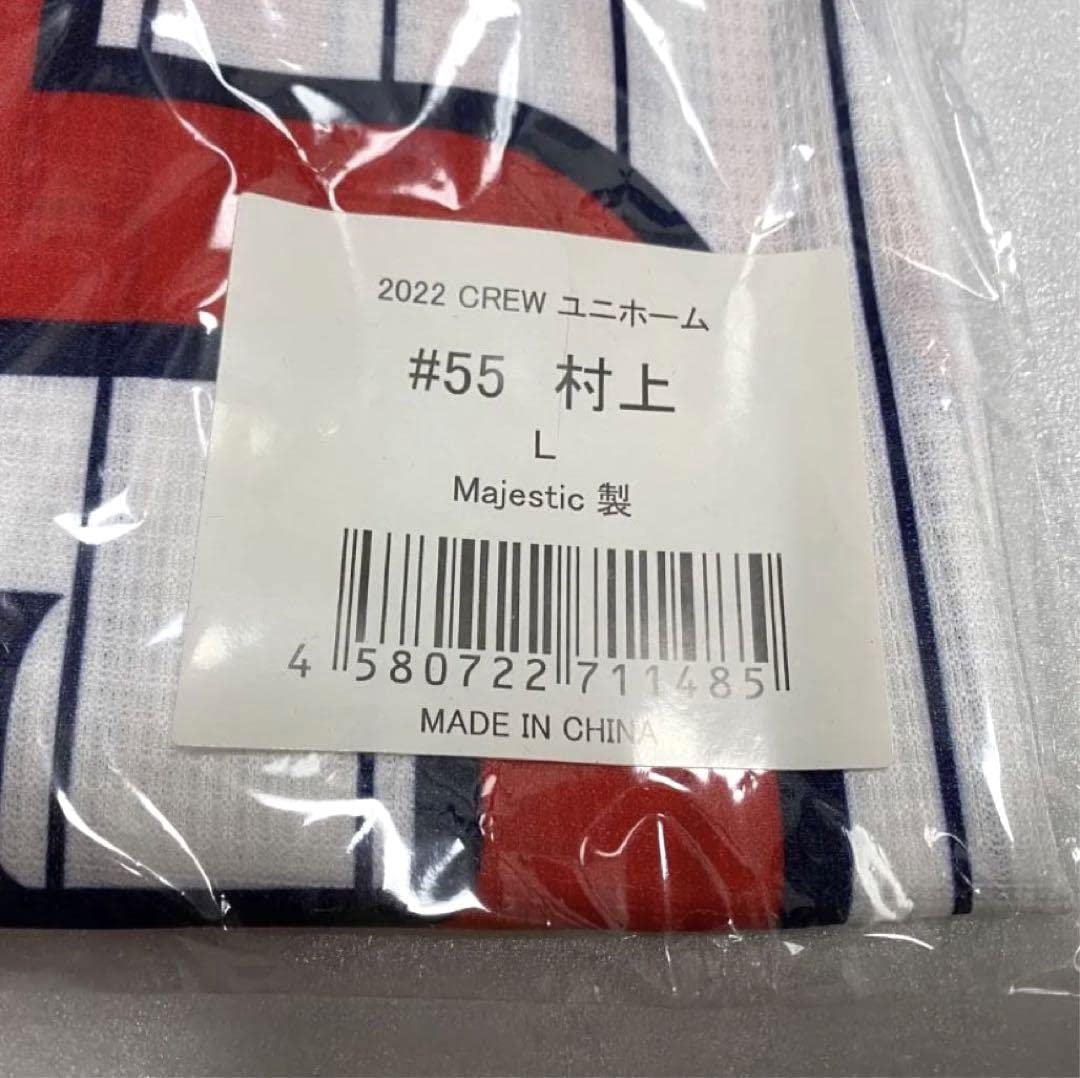 2022 CREW ユニホーム
#55 村上
L
Majestic 製
4 580722 711485
MADE IN CHINA